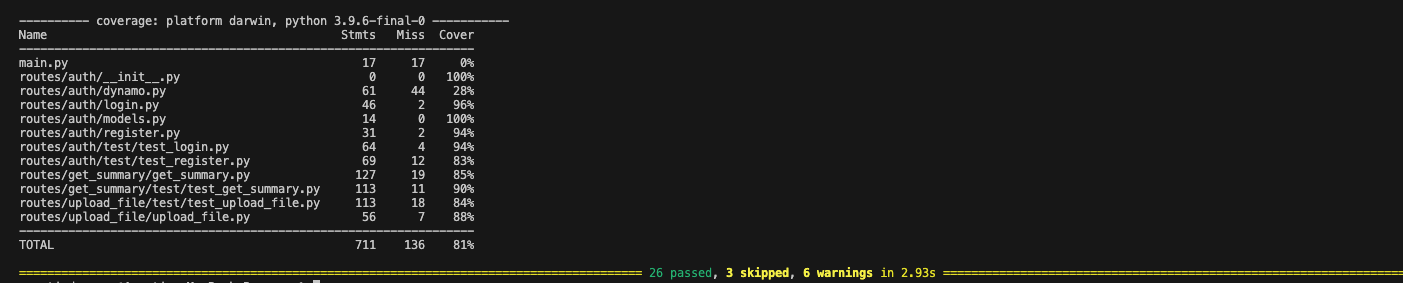 ---------- coverage: platform darwin, python 3.9.6-final-0 -----------
Name                                           Stmts   Miss  Cover
-----------------------------------------------------------------
main.py                                           17     17     0%
routes/auth/__init__.py                            0      0   100%
routes/auth/dynamo.py                             61     44    28%
routes/auth/login.py                              46      2    96%
routes/auth/models.py                             14      0   100%
routes/auth/register.py                           31      2    94%
routes/auth/test/test_login.py                    64      4    94%
routes/auth/test/test_register.py                 69     12    83%
routes/get_summary/get_summary.py                127     19    85%
routes/get_summary/test/test_get_summary.py      113     11    90%
routes/upload_file/test/test_upload_file.py      113     18    84%
routes/upload_file/upload_file.py                 56      7    88%
-----------------------------------------------------------------
TOTAL                                            711    136    81%
26 passed, 3 skipped, 6 warnings in 2.93s